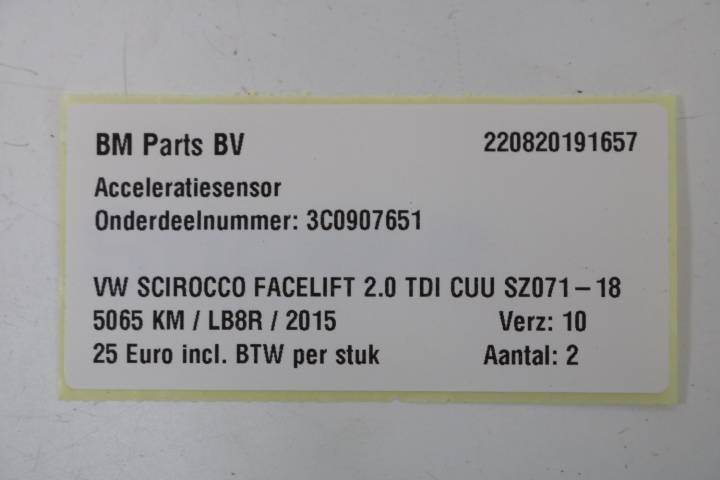 BM Parts BV 220820191657
Acceleratiesensor
Onderdeelnummer: 3C0907651
VW SCIROCCO FACELIFT 2.0 TDI CUU SZ071-18
5065 KM / LB8R / 2015 Verz: 10
25 Euro incl. BTW per stuk Aantal: 2